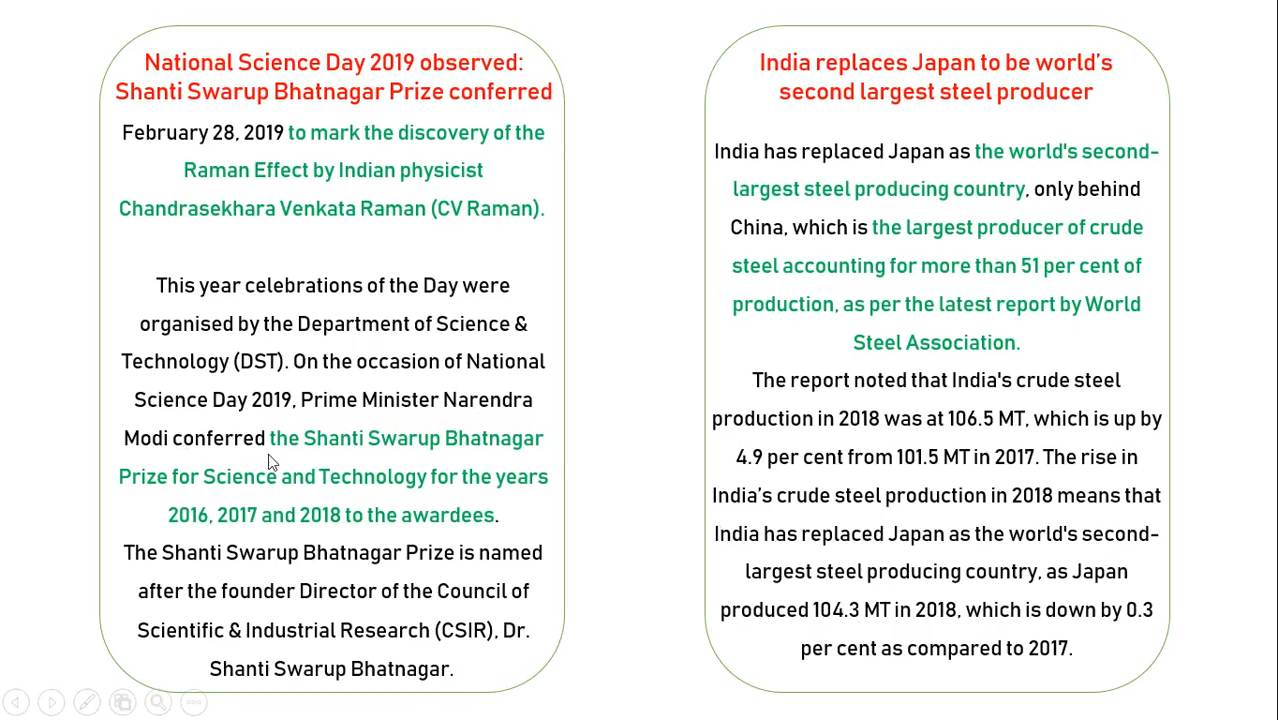 National Science Day 2019 observed:
Shanti Swarup Bhatnagar Prize conferred
February 28, 2019 to mark the discovery of the
Raman Effect by Indian physicist
Chandrasekhara Venkata Raman (CV Raman).
This year celebrations of the Day were
organised by the Department of Science &
Technology (DST). On the occasion of National
Science Day 2019, Prime Minister Narendra
Modi conferred the Shanti Swarup Bhatnagar
Prize for Science and Technology for the years
2016, 2017 and 2018 to the awardees.
The Shanti Swarup Bhatnagar Prize is named
after the founder Director of the Council of
Scientific & Industrial Research (CSIR), Dr.
Shanti Swarup Bhatnagar.
India replaces Japan to be world's
second largest steel producer
India has replaced Japan as the world's second-
largest steel producing country, only behind
China, which is the largest producer of crude
steel accounting for more than 51 per cent of
production, as per the latest report by World
Steel Association.
The report noted that India's crude steel
production in 2018 was at 106.5 MT, which is up by
4.9 per cent from 101.5 MT in 2017. The rise in
India's crude steel production in 2018 means that
India has replaced Japan as the world's second-
largest steel producing country, as Japan
produced 104.3 MT in 2018, which is down by 0.3
per cent as compared to 2017.